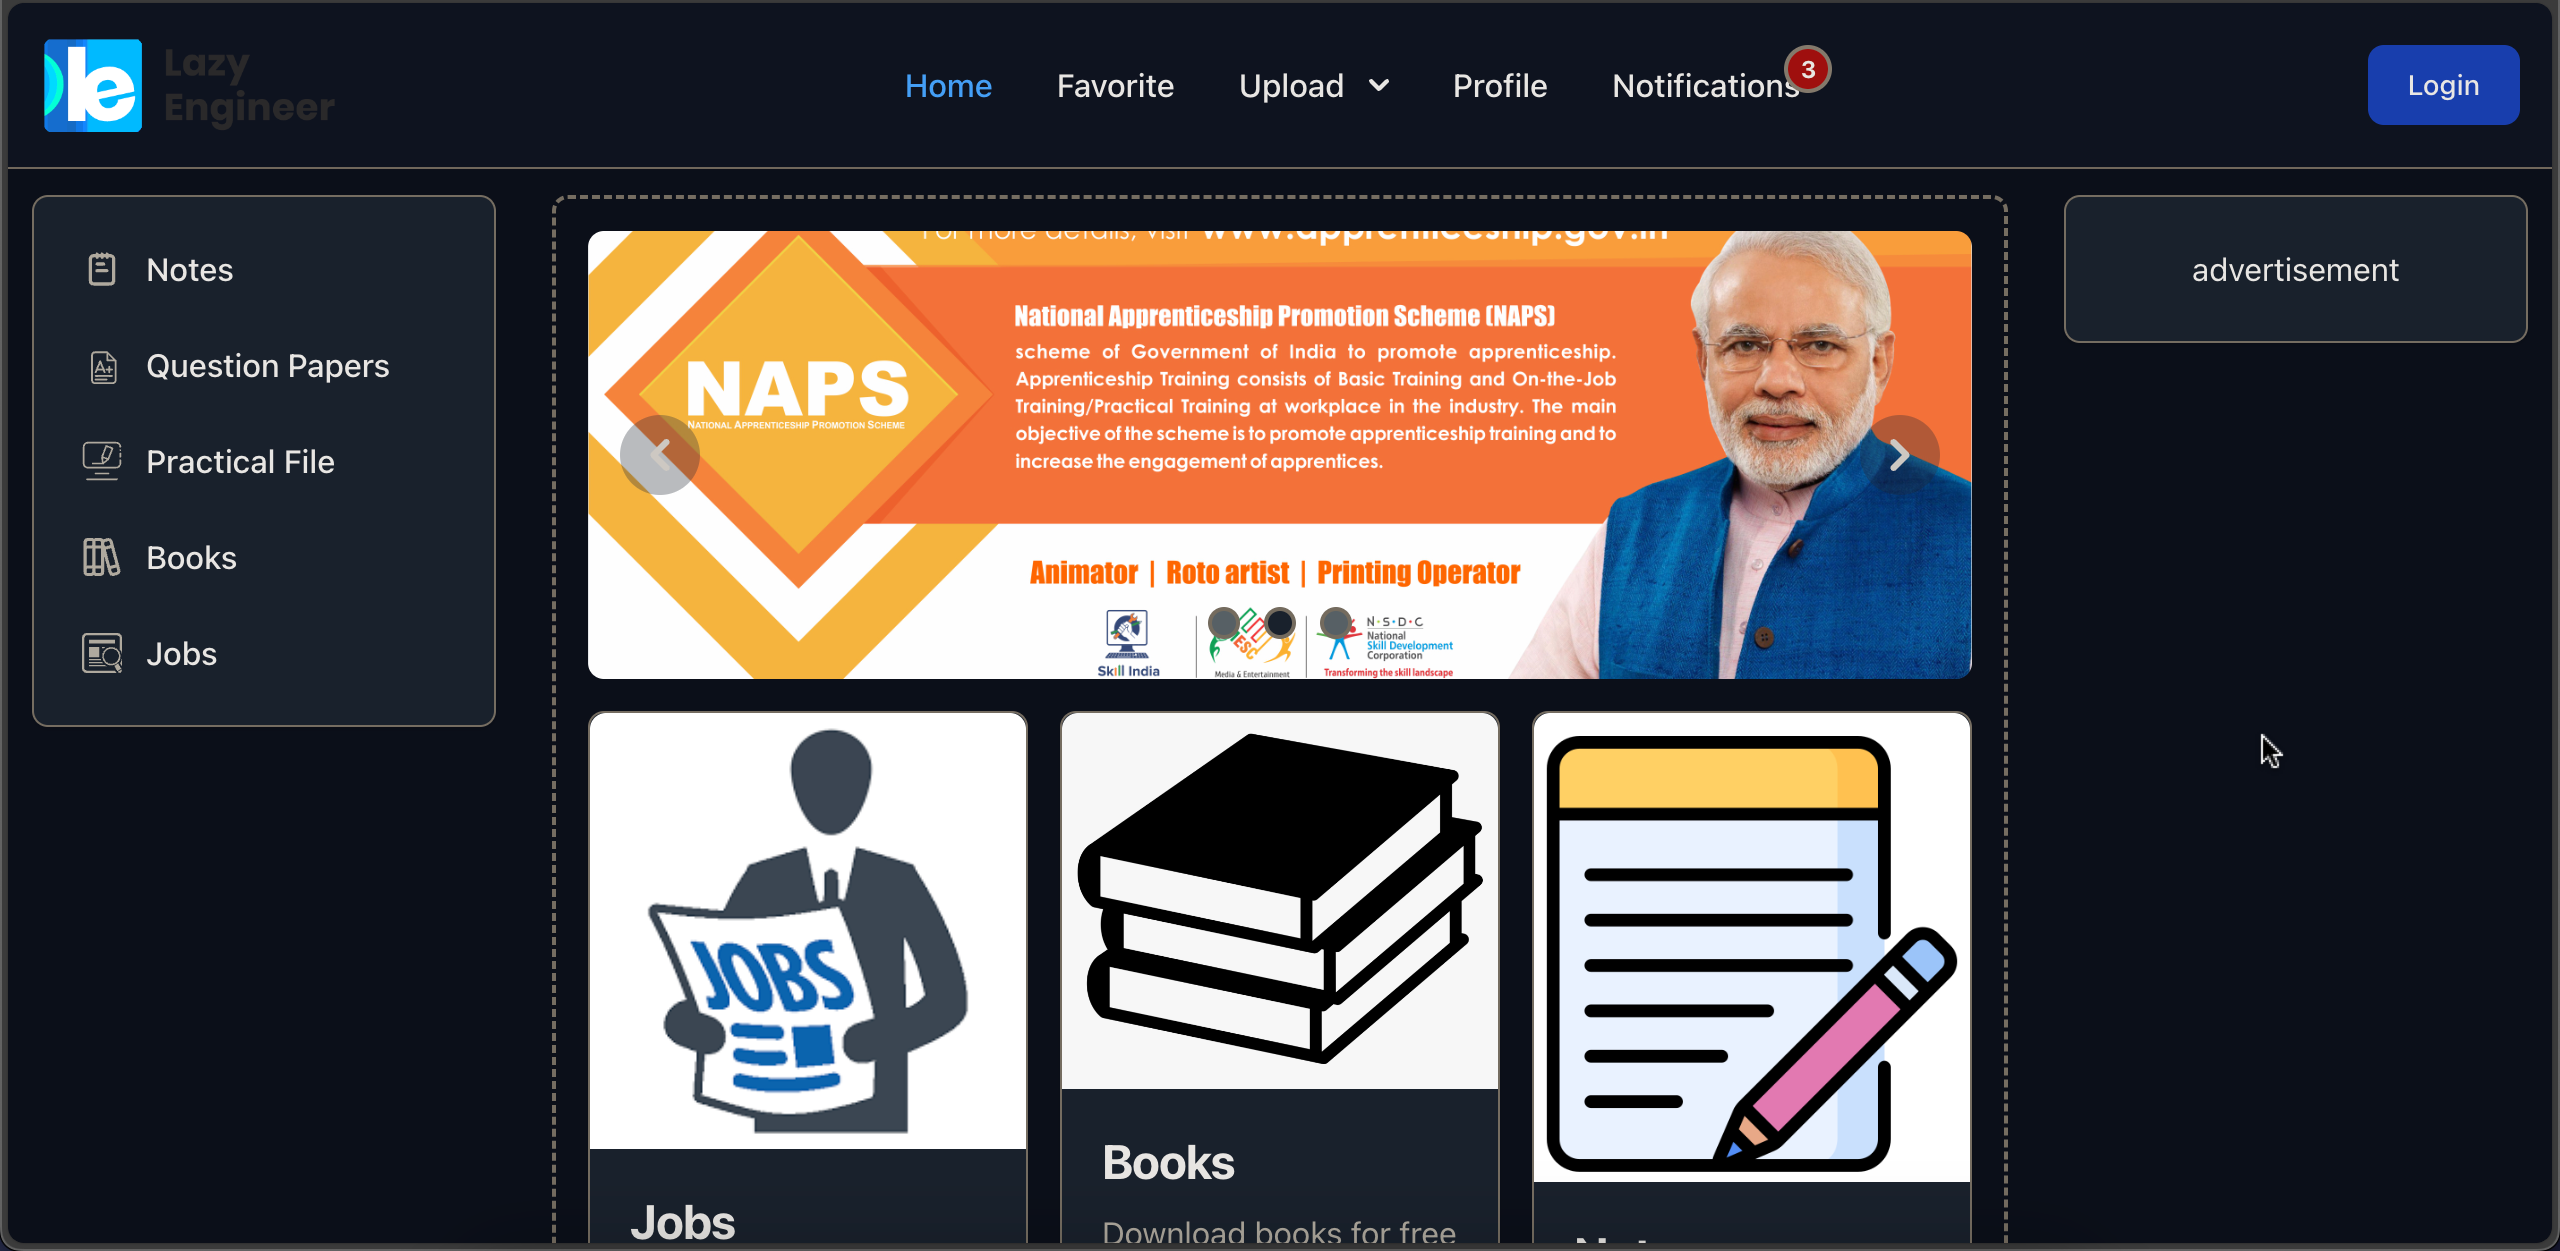 Lazy
Engineer
Home
Favorite
Upload
Profile
Notifications
3
Login
Notes
Question Papers
Practical File
Books
Jobs
For more details, visit www.apprenticeship.gov.in
National Apprenticeship Promotion Scheme (NAPS)
scheme of Government of India to promote apprenticeship.
Apprenticeship Training consists of Basic Training and On-the-Job
Training/Practical Training at workplace in the industry. The main
objective of the scheme is to promote apprenticeship training and to
increase the engagement of apprentices.
NAPS
National Apprenticeship Promotion Scheme
Animator | Roto artist | Printing Operator
Skill India
Media & Entertainment
N·S·D·C
National
Skill Development
Corporation
Transforming the skill landscape
advertisement
JOBS
Jobs
Books
Download books for free